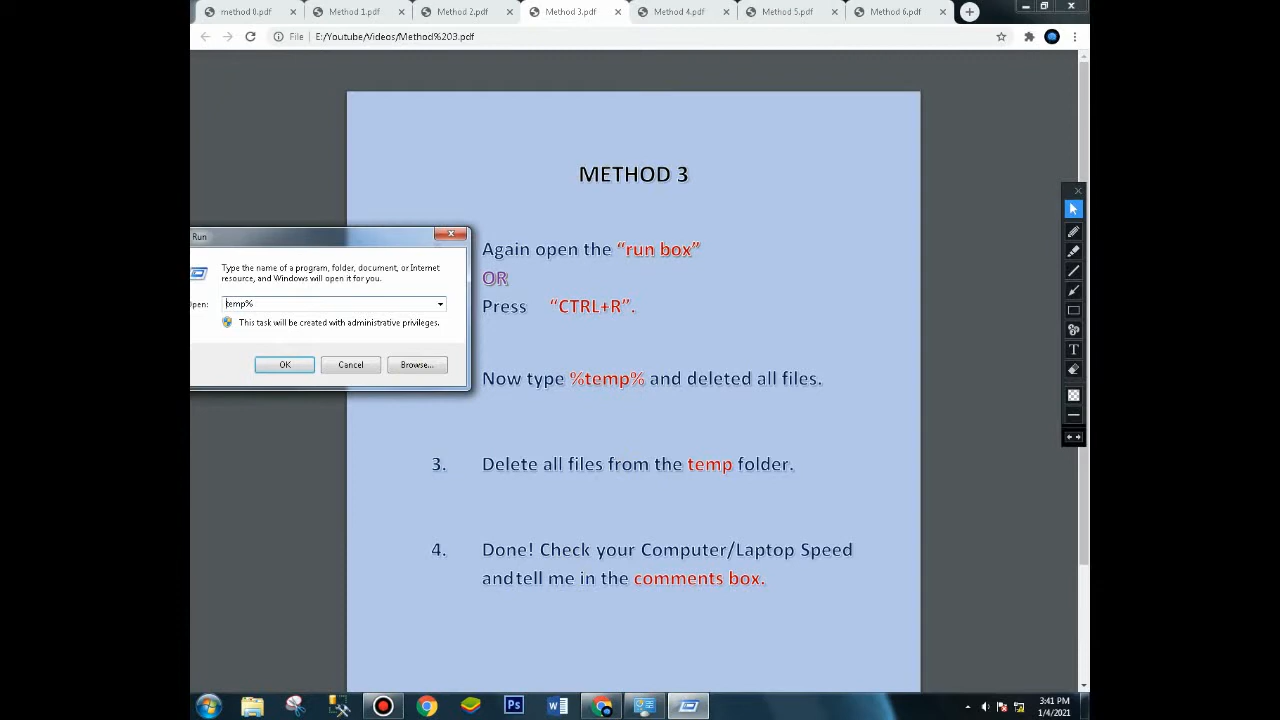 method 0.pdf
Method 1.pdf
Method 2.pdf
Method 3.pdf
Method 4.pdf
Method 5.pdf
Method 6.pdf
File
E:/Youtube/Videos/Method%203.pdf
METHOD 3
Again open the “run box”
OR
Press “CTRL+R”.
Now type %temp% and deleted all files.
3. Delete all files from the temp folder.
4. Done! Check your Computer/Laptop Speed
and tell me in the comments box.
Run
Type the name of a program, folder, document, or Internet
resource, and Windows will open it for you.
pen:
temp%
This task will be created with administrative privileges.
OK
Cancel
Browse...
T
Ps
W
3:41 PM
1/4/2021